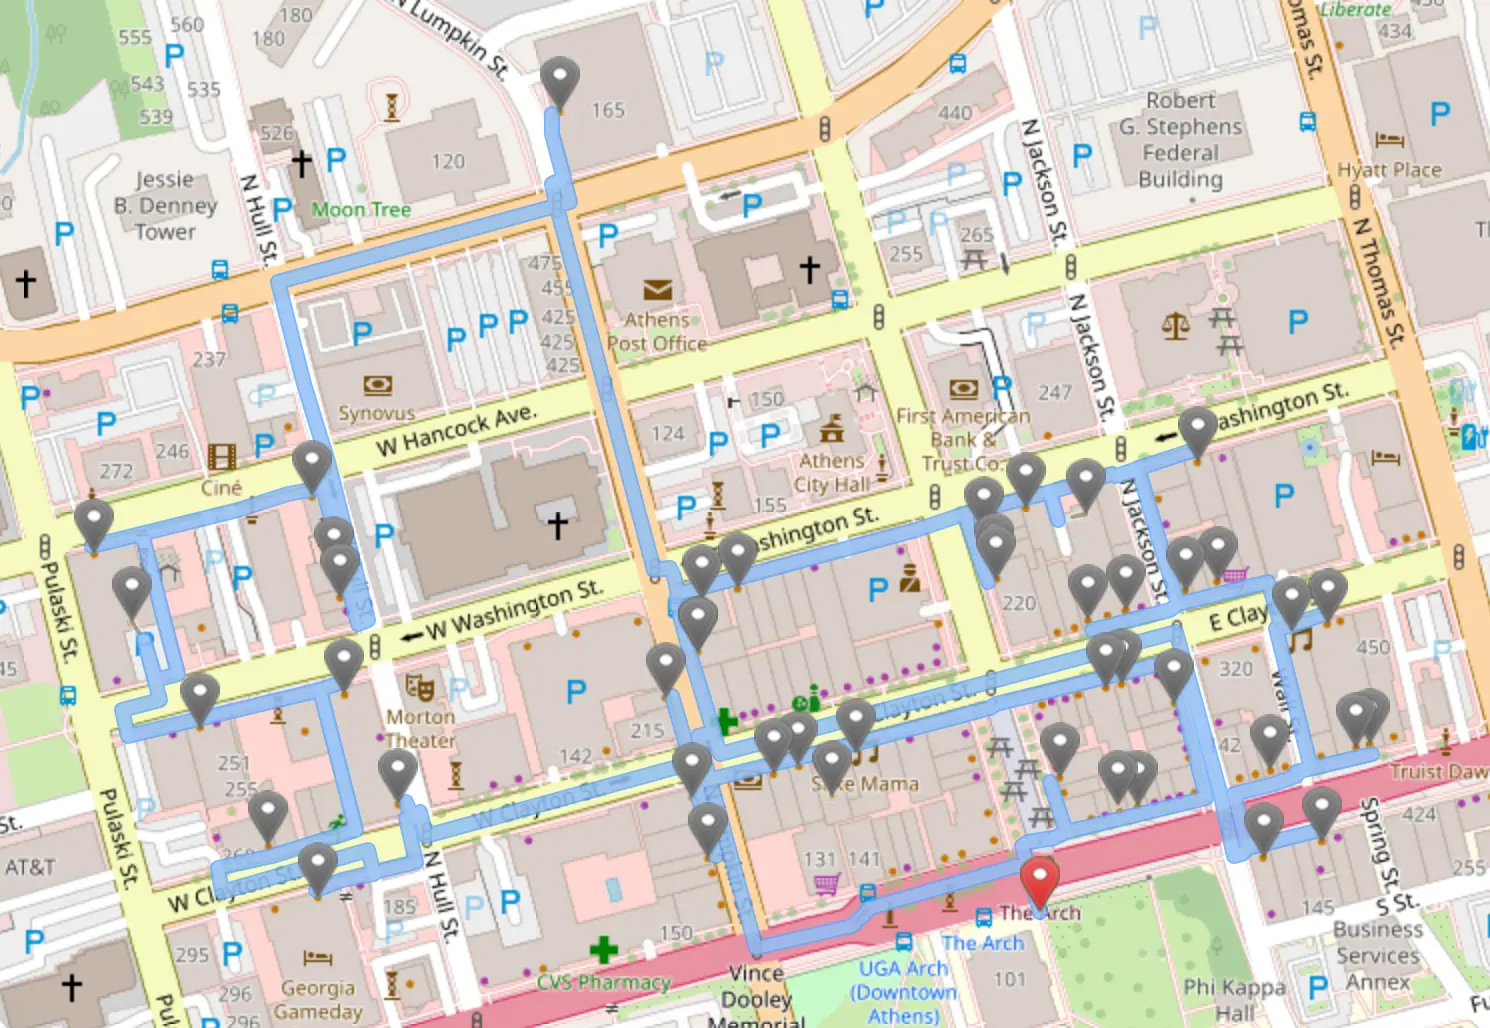 Liberate
560
180
555
180
N Lumpkin St.
omas St.
434
543
535
539
526
165
440
N Jackson St.
Robert
G. Stephens
Federal
Building
Hyatt Place
120
Jessie
B. Denney
Tower
N Hull St.
Moon Tree
255
265
N Thomas St.
475
455
425
425
425
Athens
Post Office
N Jackson St.
237
Synovus
W Hancock Ave.
150
First American
Bank &
Trust Co.
247
ashington St.
124
246
272
Ciné
Athens
City Hall
155
ashington St.
N Jackson St.
Pulaski St.
W Washington St.
220
E Clay
45
450
320
Wall St.
Morton
Theater
215
142
Clayton St.
42
251
255
Mama
Truist Daw
W Clayton St.
Pulaski St.
St.
AT&T
260
W Clayton St.
N Hull St.
131
141
Spring St.
424
255
185
The Arch
The Arch
145
S St.
Business
Services
Annex
295
150
UGA Arch
(Downtown
Athens)
101
CVS Pharmacy
Vince
Dooley
Memorial
Phi Kappa
Hall
Georgia
Gameday
296
296
Pul